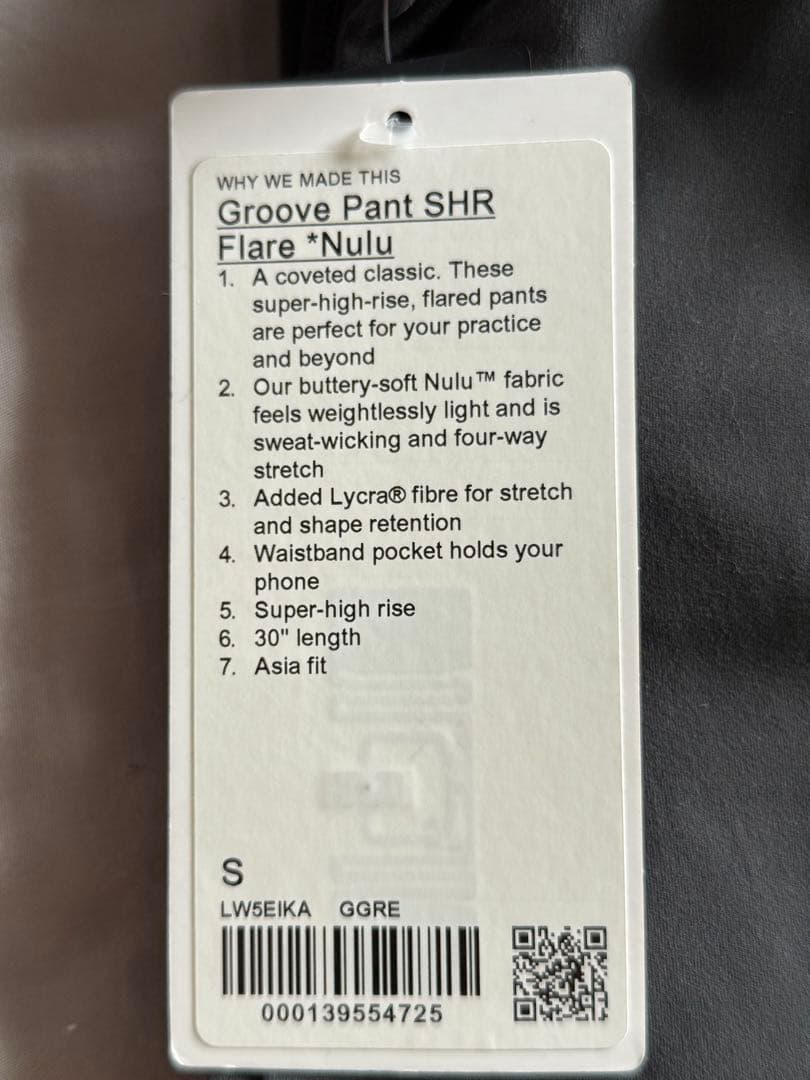 WHY WE MADE THIS
Groove Pant SHR
Flare *Nulu
1. A coveted classic. These
super-high-rise, flared pants
are perfect for your practice
and beyond
2. Our buttery-soft Nulu™ fabric
feels weightlessly light and is
sweat-wicking and four-way
stretch
3. Added Lycra® fibre for stretch
and shape retention
4. Waistband pocket holds your
phone
5. Super-high rise
6. 30" length
7. Asia fit
S
LW5EIKA GGRE
000139554725